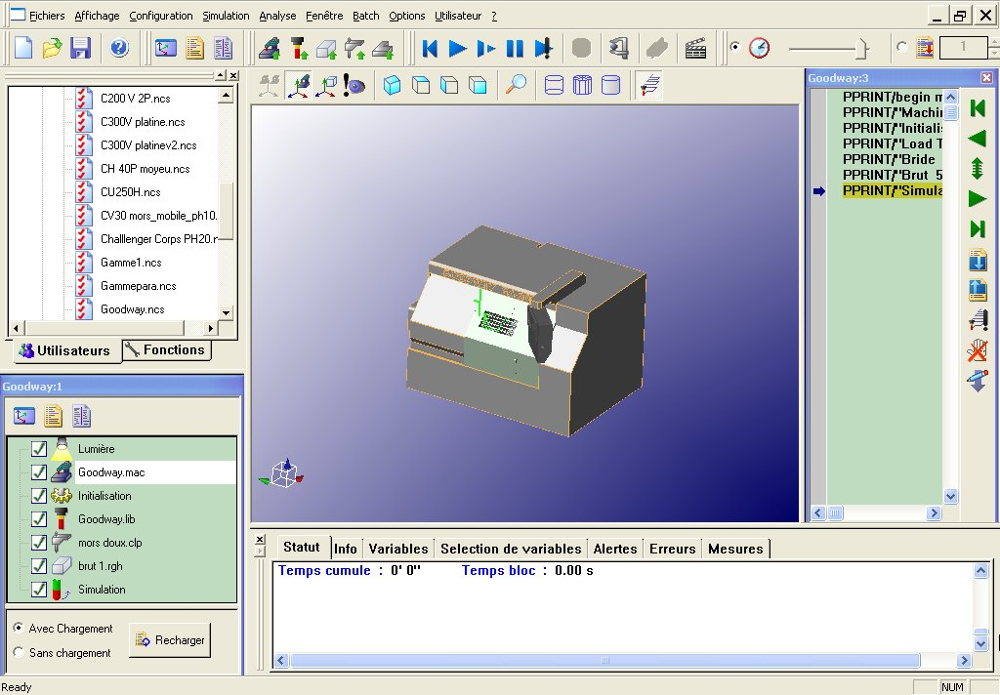 Fichiers Affichage Configuration Simulation Analyse Fenêtre Batch Options Utilisateur ?
1
C200 V 2P.ncs
C300V platine.ncs
C300V platinev2.ncs
CH 40P moyeu.ncs
CU250H.ncs
CV30 mors_mobile_ph10.
Challlenger Corps PH20.r
Gamme1.ncs
Gammepara.ncs
Goodway.ncs
Utilisateurs Fonctions
Goodway:1
Lumière
Goodway.mac
Initialisation
Goodway.lib
mors doux.clp
brut 1.rgh
Simulation
Avec Chargement
Sans chargement
Recharger
Goodway:3
PPRINT/begin m
PPRINT/"Machin
PPRINT/"Initialis
PPRINT/"Load T
PPRINT/"Bride
PPRINT/"Brut 5
PPRINT/"Simula
Statut Info Variables Selection de variables Alertes Erreurs Mesures
Temps cumule : 0' 0" Temps bloc : 0.00 s
Ready NUM